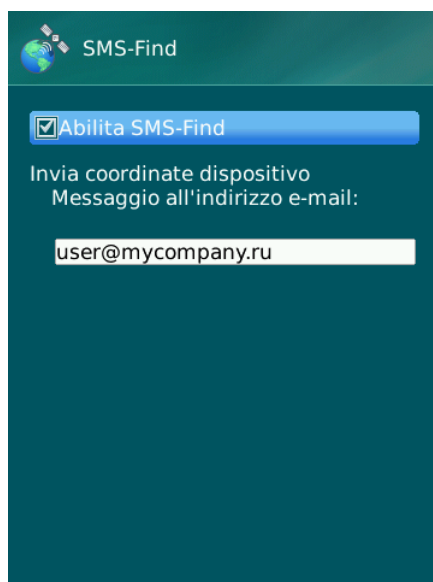 SMS-Find
Abilita SMS-Find
Invia coordinate dispositivo
Messaggio all'indirizzo e-mail:
user@mycompany.ru